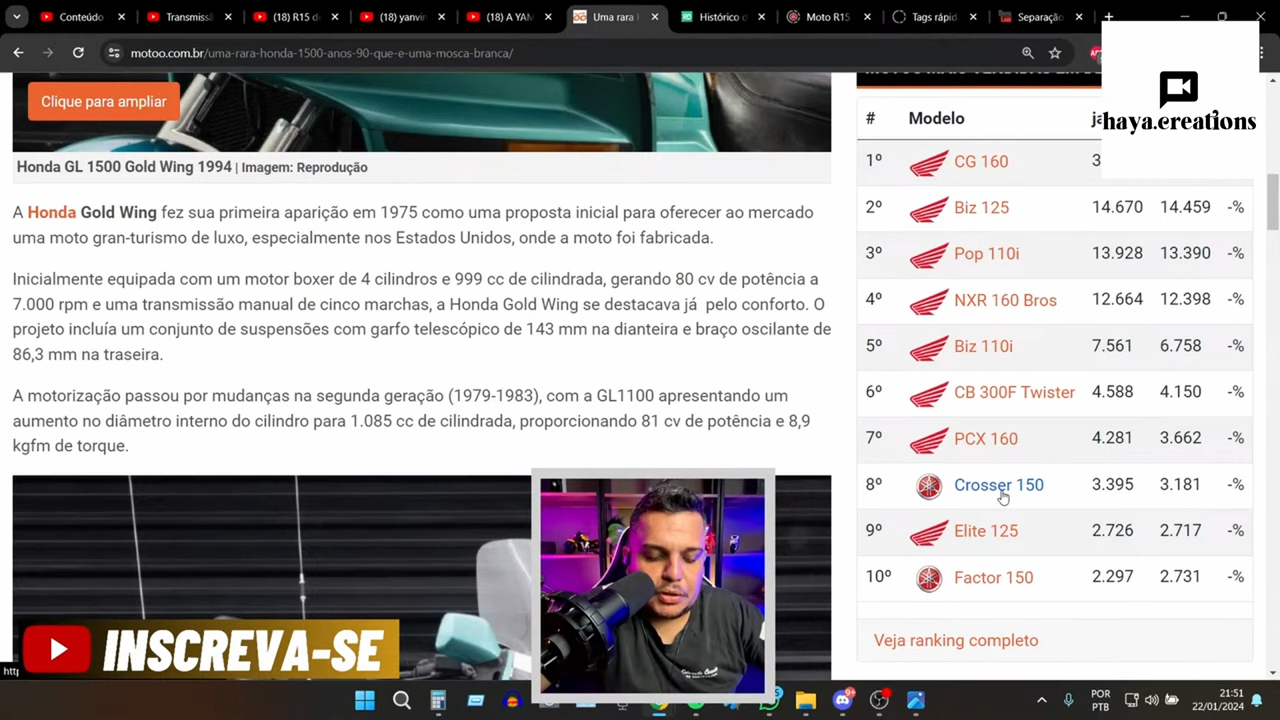 Conteúdo
Transmiss
(18) R15 d
(18) yanvir
(18) A YAM
Uma rara
Histórico d
Moto R15
Tags rápid
Separação
motoo.com.br/uma-rara-honda-1500-anos-90-que-e-uma-mosca-branca/
haya.creations
Clique para ampliar
Honda GL 1500 Gold Wing 1994 | Imagem: Reprodução
A Honda Gold Wing fez sua primeira aparição em 1975 como uma proposta inicial para oferecer ao mercado
uma moto gran-turismo de luxo, especialmente nos Estados Unidos, onde a moto foi fabricada.
Inicialmente equipada com um motor boxer de 4 cilindros e 999 cc de cilindrada, gerando 80 cv de potência a
7.000 rpm e uma transmissão manual de cinco marchas, a Honda Gold Wing se destacava já pelo conforto. O
projeto incluía um conjunto de suspensões com garfo telescópico de 143 mm na dianteira e braço oscilante de
86,3 mm na traseira.
A motorização passou por mudanças na segunda geração (1979-1983), com a GL1100 apresentando um
aumento no diâmetro interno do cilindro para 1.085 cc de cilindrada, proporcionando 81 cv de potência e 8,9
kgfm de torque.
# Modelo ja
1º CG 160 3
2º Biz 125 14.670 14.459 -%
3º Pop 110i 13.928 13.390 -%
4º NXR 160 Bros 12.664 12.398 -%
5º Biz 110i 7.561 6.758 -%
6º CB 300F Twister 4.588 4.150 -%
7º PCX 160 4.281 3.662 -%
8º Crosser 150 3.395 3.181 -%
9º Elite 125 2.726 2.717 -%
10º Factor 150 2.297 2.731 -%
Veja ranking completo
INSCREVA-SE
htt
POR
PTB
21:51
22/01/2024